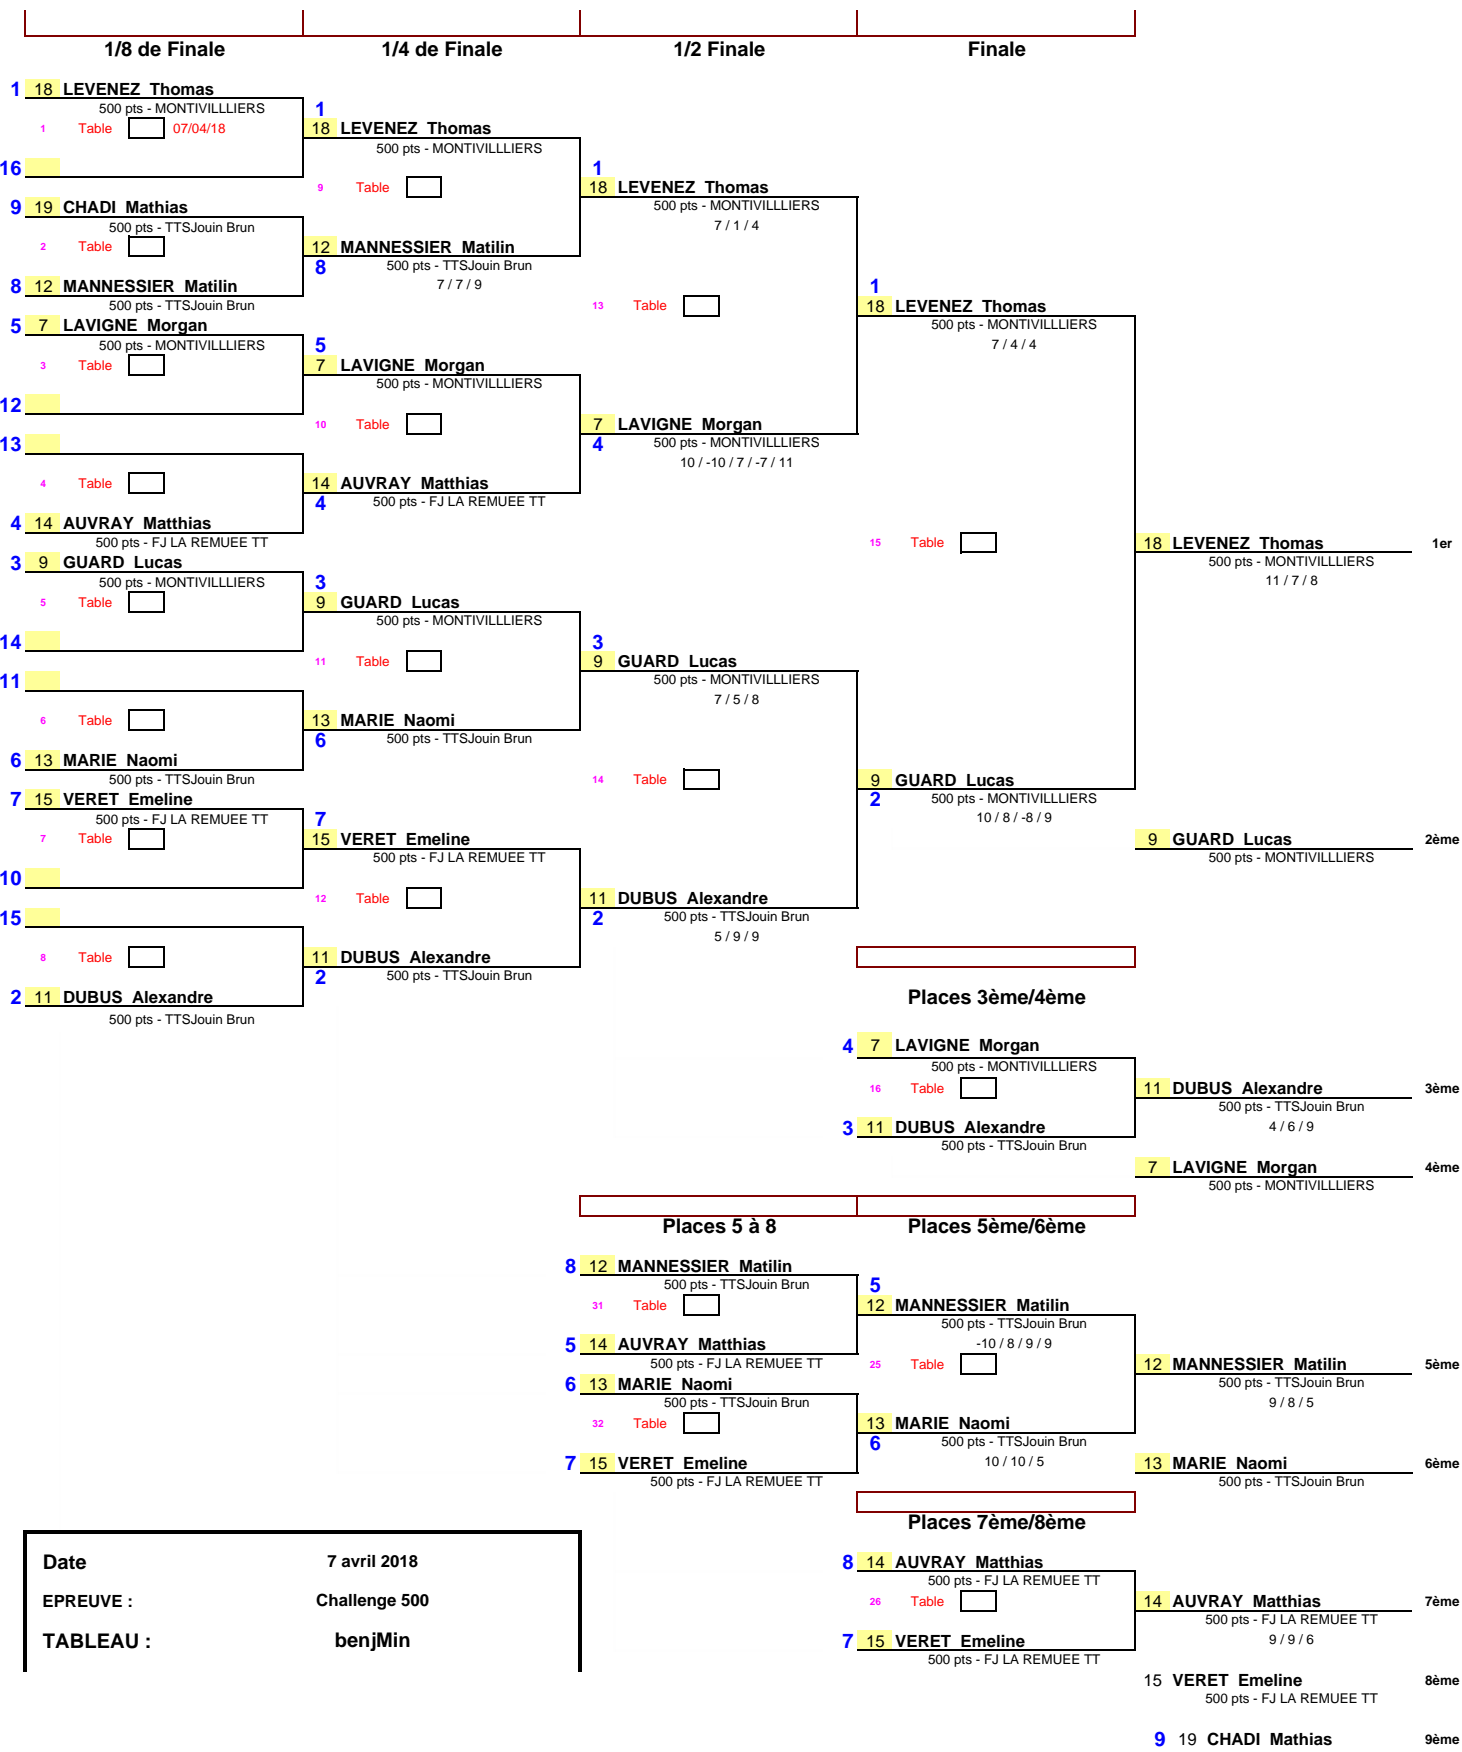 1/8 de Finale
1/4 de Finale
1/2 Finale
Finale
1 18 LEVENEZ Thomas
500 pts - MONTIVILLLIERS
1 Table 07/04/18
16
9 19 CHADI Mathias
500 pts - TTSJouin Brun
2 Table
8 12 MANNESSIER Matilin
500 pts - TTSJouin Brun
5 7 LAVIGNE Morgan
500 pts - MONTIVILLLIERS
3 Table
12
13
4 Table
4 14 AUVRAY Matthias
500 pts - FJ LA REMUEE TT
3 9 GUARD Lucas
500 pts - MONTIVILLLIERS
5 Table
14
11
6 Table
6 13 MARIE Naomi
500 pts - TTSJouin Brun
7 15 VERET Emeline
500 pts - FJ LA REMUEE TT
7 Table
10
15
8 Table
2 11 DUBUS Alexandre
500 pts - TTSJouin Brun
1
18 LEVENEZ Thomas
500 pts - MONTIVILLLIERS
9 Table
12 MANNESSIER Matilin
8 500 pts - TTSJouin Brun
7 / 7 / 9
5
7 LAVIGNE Morgan
500 pts - MONTIVILLLIERS
10 Table
14 AUVRAY Matthias
4 500 pts - FJ LA REMUEE TT
3
9 GUARD Lucas
500 pts - MONTIVILLLIERS
11 Table
13 MARIE Naomi
6 500 pts - TTSJouin Brun
7
15 VERET Emeline
500 pts - FJ LA REMUEE TT
12 Table
11 DUBUS Alexandre
2 500 pts - TTSJouin Brun
1
18 LEVENEZ Thomas
500 pts - MONTIVILLLIERS
7 / 1 / 4
13 Table
7 LAVIGNE Morgan
4 500 pts - MONTIVILLLIERS
10 / -10 / 7 / -7 / 11
3
9 GUARD Lucas
500 pts - MONTIVILLLIERS
7 / 5 / 8
14 Table
11 DUBUS Alexandre
2 500 pts - TTSJouin Brun
5 / 9 / 9
1
18 LEVENEZ Thomas
500 pts - MONTIVILLLIERS
7 / 4 / 4
15 Table
9 GUARD Lucas
2 500 pts - MONTIVILLLIERS
10 / 8 / -8 / 9
18 LEVENEZ Thomas 1er
500 pts - MONTIVILLLIERS
11 / 7 / 8
9 GUARD Lucas 2ème
500 pts - MONTIVILLLIERS
Places 3ème/4ème
4 7 LAVIGNE Morgan
500 pts - MONTIVILLLIERS
16 Table
3 11 DUBUS Alexandre
500 pts - TTSJouin Brun
11 DUBUS Alexandre 3ème
500 pts - TTSJouin Brun
4 / 6 / 9
7 LAVIGNE Morgan 4ème
500 pts - MONTIVILLLIERS
Places 5 à 8
Places 5ème/6ème
8 12 MANNESSIER Matilin
500 pts - TTSJouin Brun
31 Table
5 14 AUVRAY Matthias
500 pts - FJ LA REMUEE TT
6 13 MARIE Naomi
500 pts - TTSJouin Brun
32 Table
7 15 VERET Emeline
500 pts - FJ LA REMUEE TT
5
12 MANNESSIER Matilin
500 pts - TTSJouin Brun
-10 / 8 / 9 / 9
25 Table
13 MARIE Naomi
6 500 pts - TTSJouin Brun
10 / 10 / 5
12 MANNESSIER Matilin 5ème
500 pts - TTSJouin Brun
9 / 8 / 5
13 MARIE Naomi 6ème
500 pts - TTSJouin Brun
Places 7ème/8ème
8 14 AUVRAY Matthias
500 pts - FJ LA REMUEE TT
26 Table
7 15 VERET Emeline
500 pts - FJ LA REMUEE TT
14 AUVRAY Matthias 7ème
500 pts - FJ LA REMUEE TT
9 / 9 / 6
15 VERET Emeline 8ème
500 pts - FJ LA REMUEE TT
9 19 CHADI Mathias 9ème
Date 7 avril 2018
EPREUVE : Challenge 500
TABLEAU : benjMin